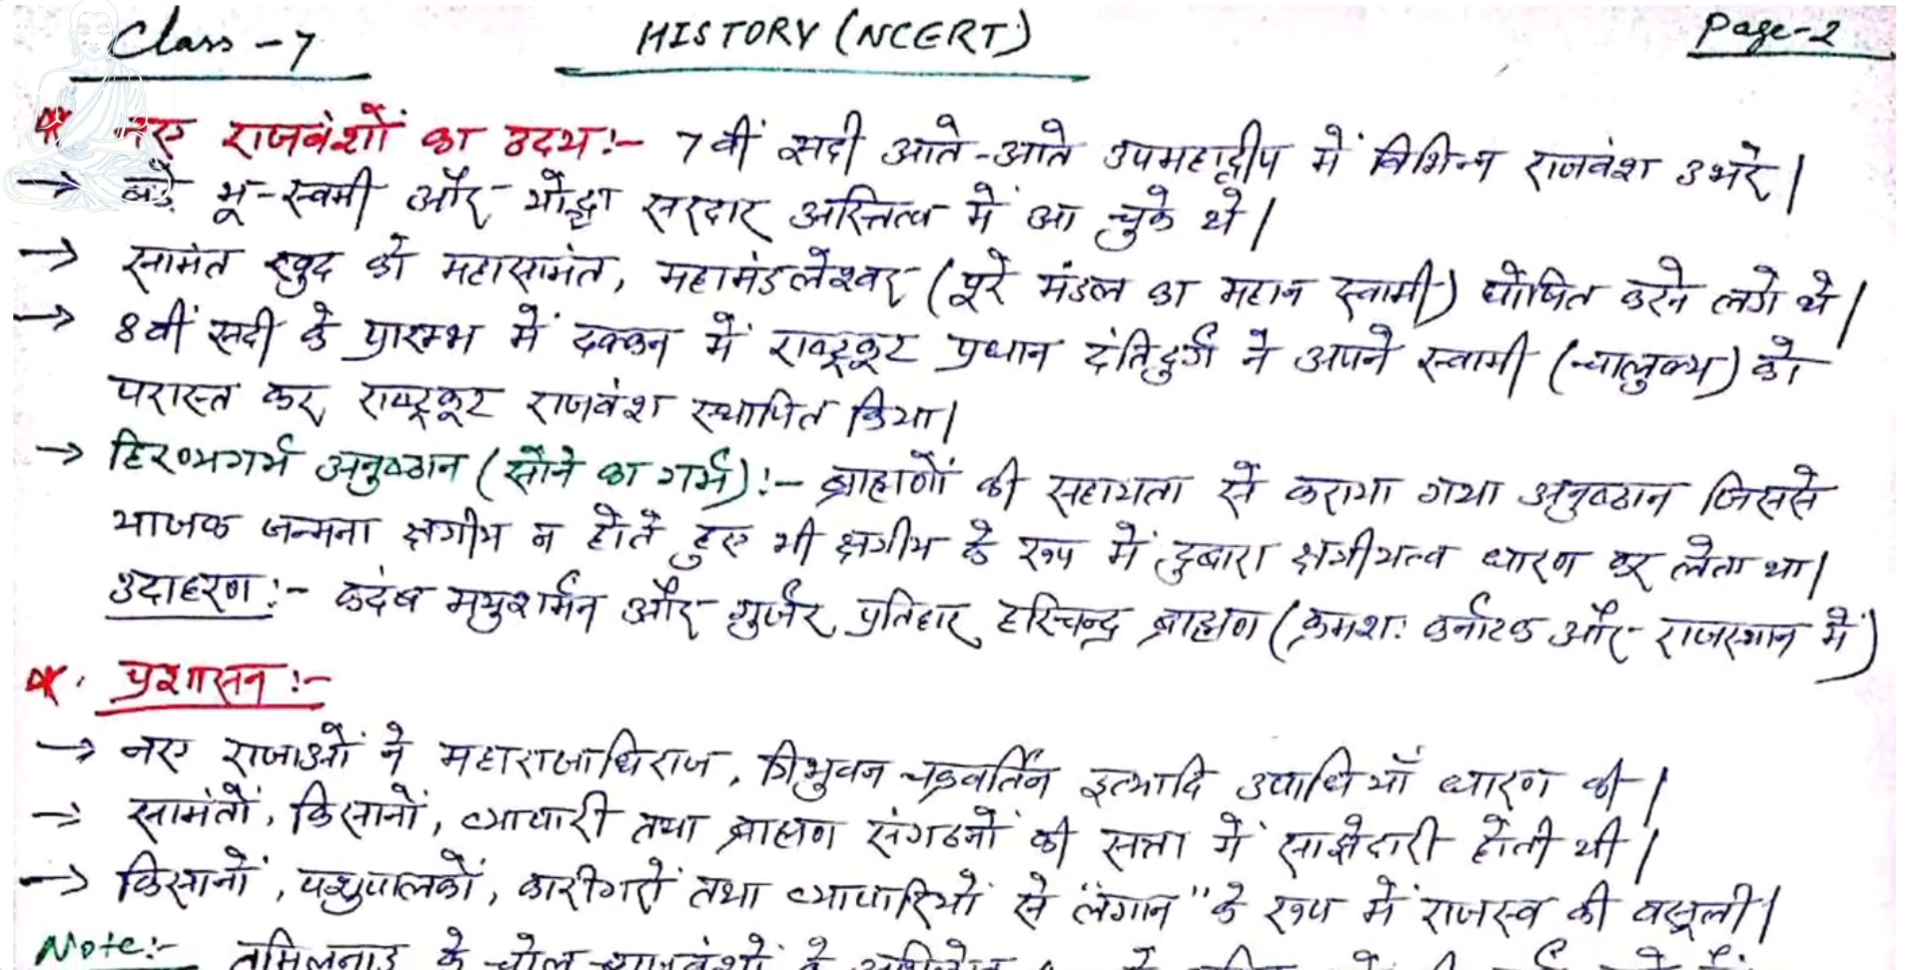 Class-7
HISTORY (NCERT)
Page-2
नए राजवंशों का उदय:- 7वीं सदी आते-आते उपमहाद्वीप में विभिन्न राजवंश उभरे।
→ बड़े भू-स्वामी और योद्धा सरदार अस्तित्व में आ चुके थे।
→ सामंत खुद को महासामंत, महामंडलेश्वर (पूरे मंडल का महान स्वामी) घोषित करने लगे थे।
→ 8वीं सदी के प्रारम्भ में दक्कन में राष्ट्रकूट प्रधान दंतिदुर्ग ने अपने स्वामी (चालुक्य) को
परास्त कर राष्ट्रकूट राजवंश स्थापित किया।
→ हिरण्यगर्भ अनुष्ठान (सोने का गर्भ):- ब्राह्मणों की सहायता से कराया गया अनुष्ठान जिससे
याजक जन्मना क्षत्रीय न होते हुए भी क्षत्रीय के रूप में दुबारा क्षत्रीयत्व धारण कर लेता था।
उदाहरण:- कदंब मयुशर्मन और गुर्जर प्रतिहार हरिचन्द्र ब्राह्मण (क्रमश: कर्नाटक और राजस्थान में)
प्रशासन:-
→ नए राजाओं ने महाराजाधिराज, त्रिभुवन चक्रवर्तिन इत्यादि उपाधियाँ धारण की।
→ सामंतों, किसानों, व्यापारी तथा ब्राह्मण संगठनों की सत्ता में साझेदारी होती थी।
→ किसानों, पशुपालकों, कारीगरों तथा व्यापारियों से "लगान" के रूप में राजस्व की वसूली।
Note:- तमिलनाडु के चोल